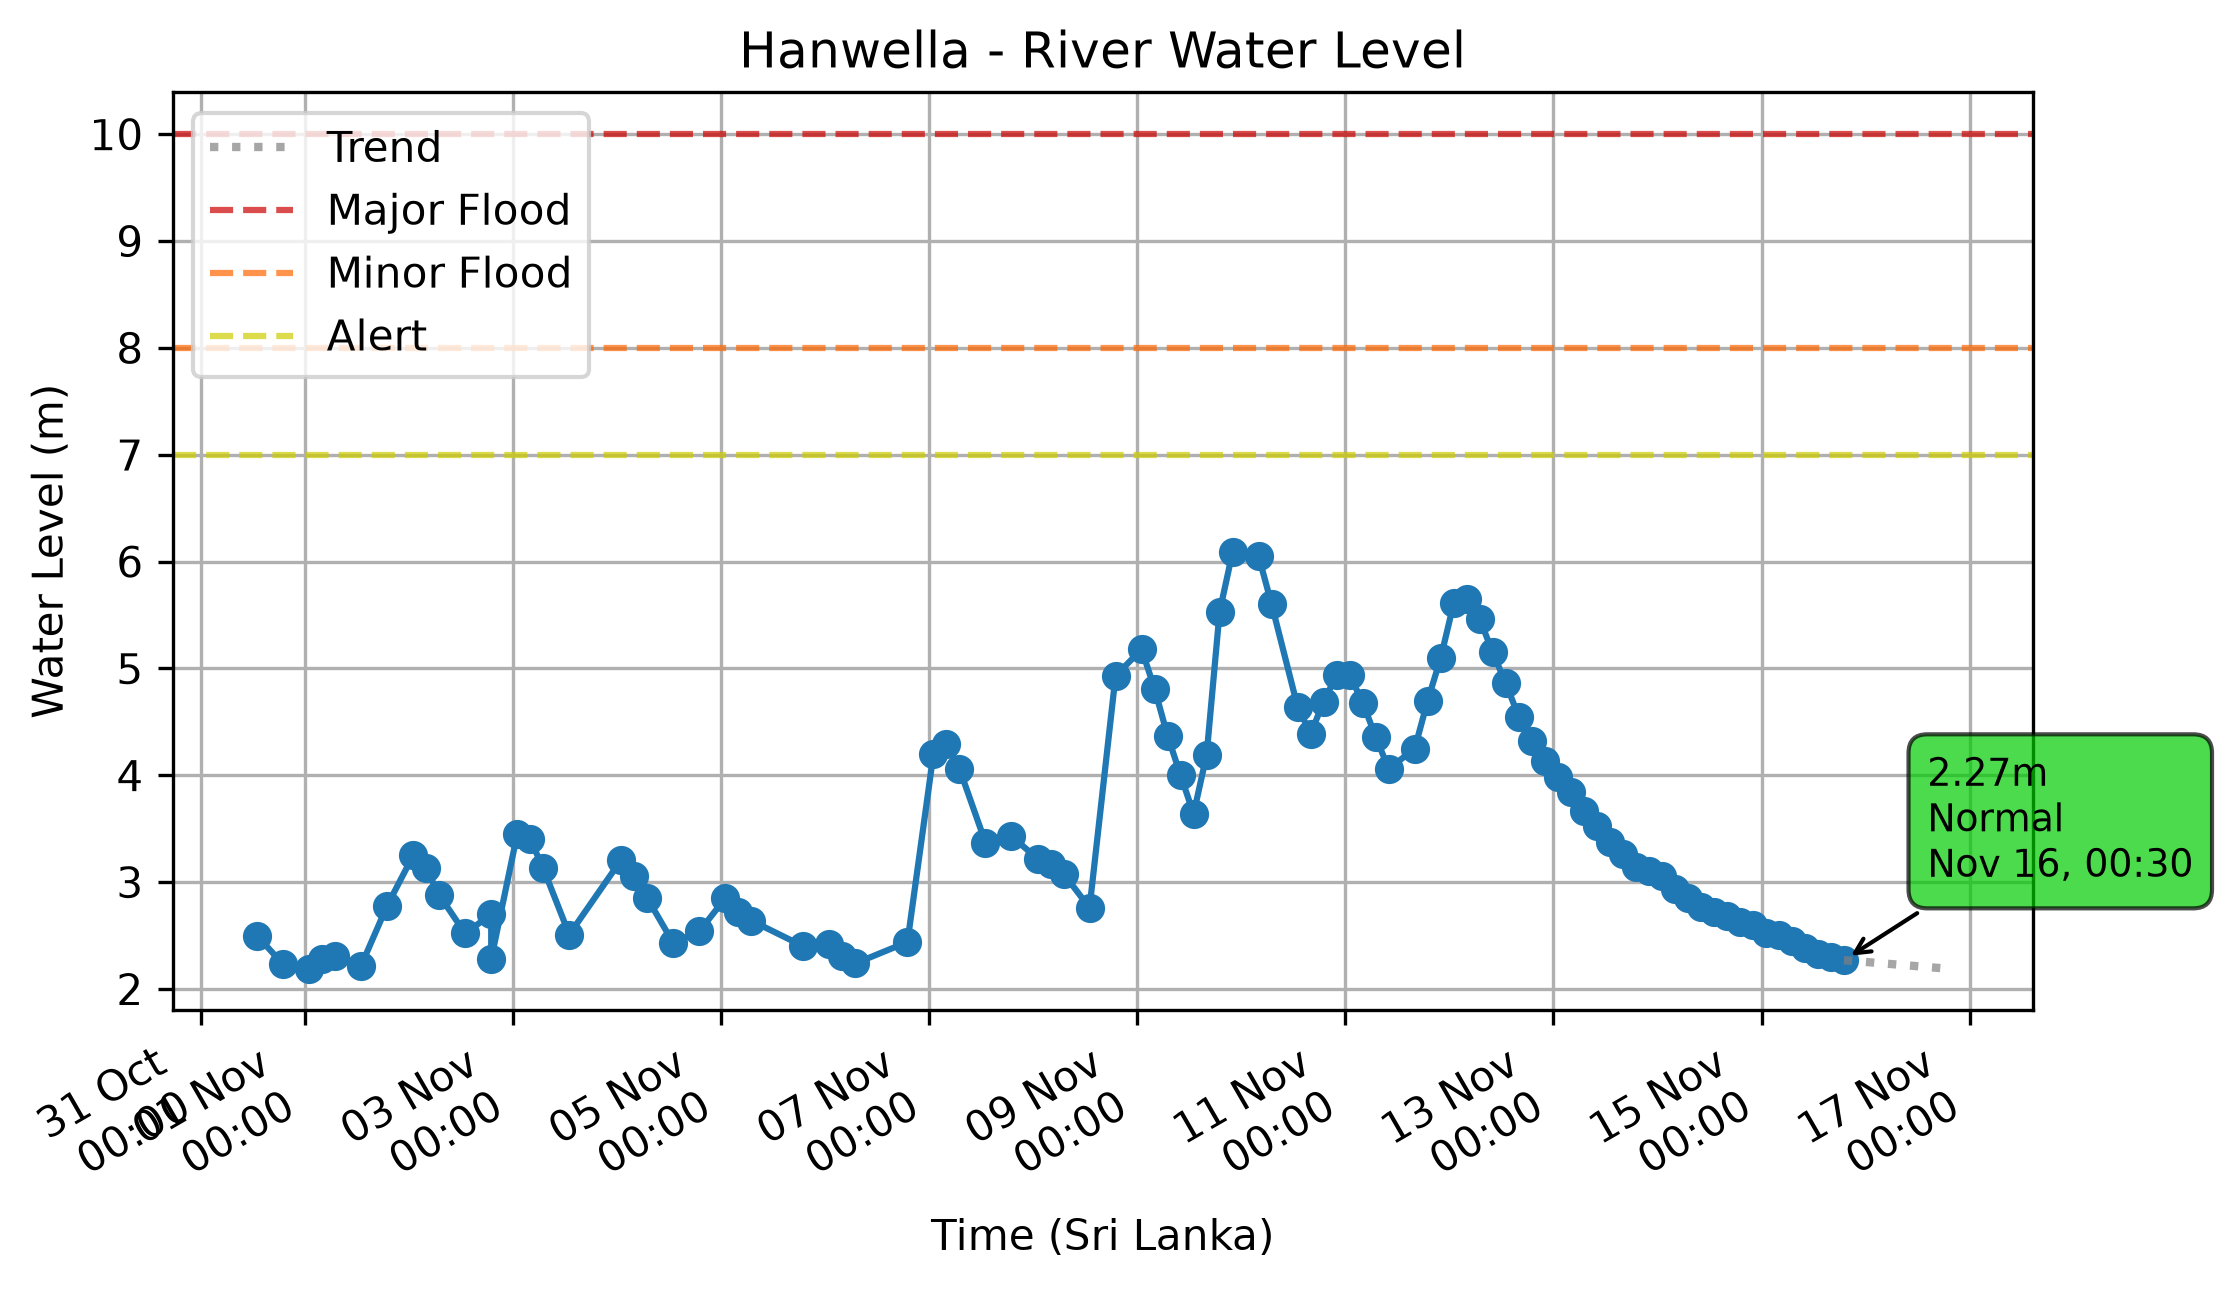 Hanwella - River Water Level
Trend
Major Flood
Minor Flood
Alert
10
9
8
7
6
5
4
3
2
Water Level (m)
2.27m
Normal
Nov 16, 00:30
31 Oct
00:00
01 Nov
00:00
03 Nov
00:00
05 Nov
00:00
07 Nov
00:00
09 Nov
00:00
11 Nov
00:00
13 Nov
00:00
15 Nov
00:00
17 Nov
00:00
Time (Sri Lanka)